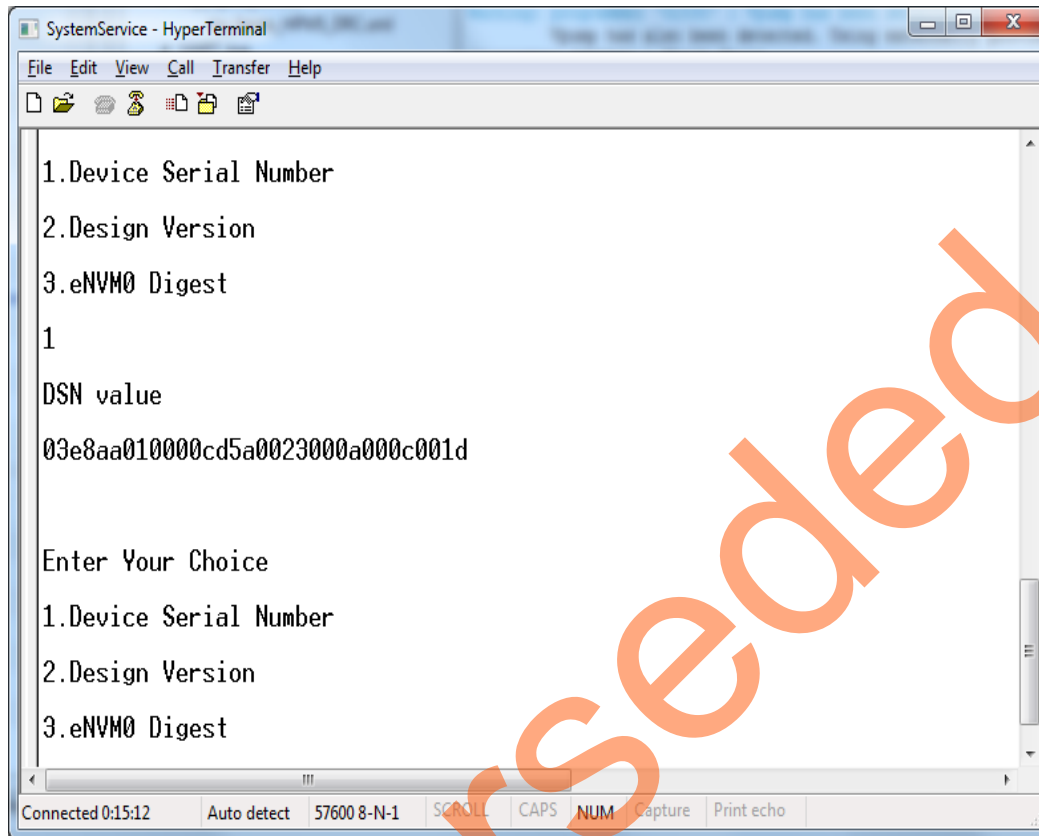 SystemService - HyperTerminal
File Edit View Call Transfer Help
1.Device Serial Number
2.Design Version
3.eNVM0 Digest
1
DSN value
03e8aa010000cd5a0023000a000c001d
Enter Your Choice
1.Device Serial Number
2.Design Version
3.eNVM0 Digest
Connected 0:15:12 Auto detect 57600 8-N-1 SCROLL CAPS NUM Capture Print echo
rseded